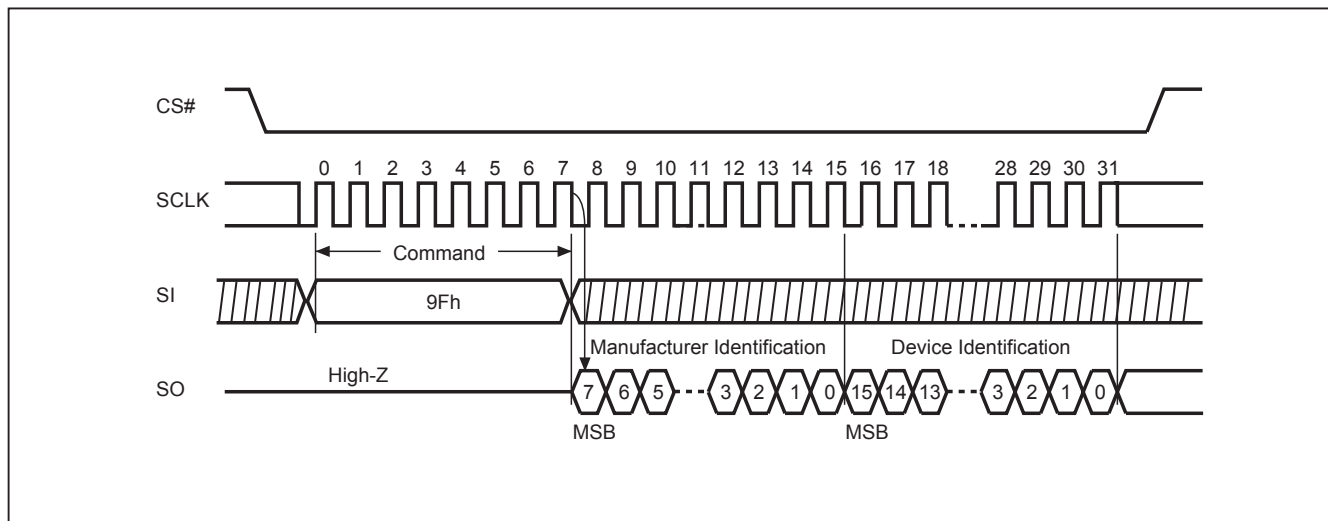 CS#
0 1 2 3 4 5 6 7 8 9 10 11 12 13 14 15 16 17 18 28 29 30 31
SCLK
Command
SI
9Fh
Manufacturer Identification Device Identification
High-Z
SO
7 6 5 3 2 1 0 15 14 13 3 2 1 0
MSB MSB